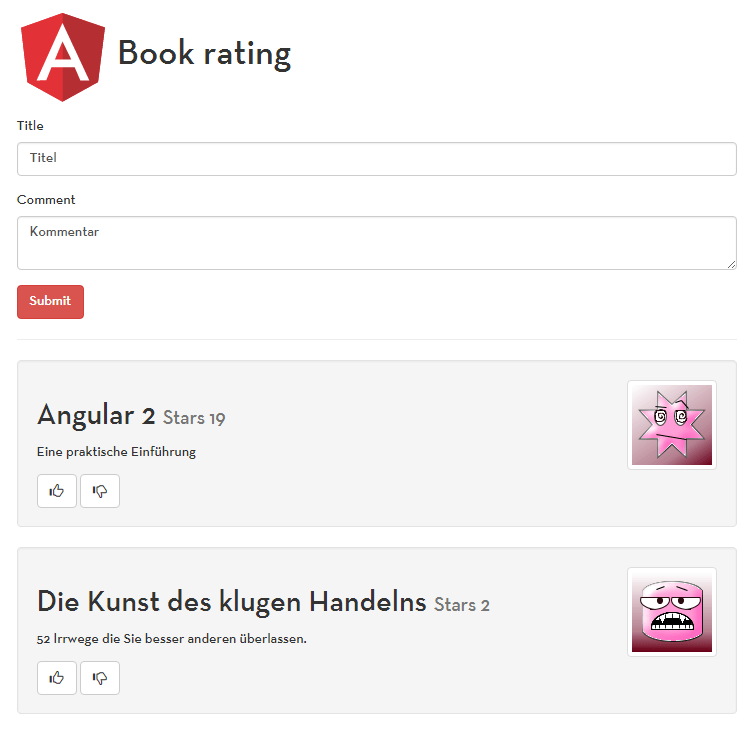 A
Book rating
Title
Titel
Comment
Kommentar
Submit
Angular 2 Stars 19
Eine praktische Einführung
Die Kunst des klugen Handelns Stars 2
52 Irrwege die Sie besser anderen überlassen.